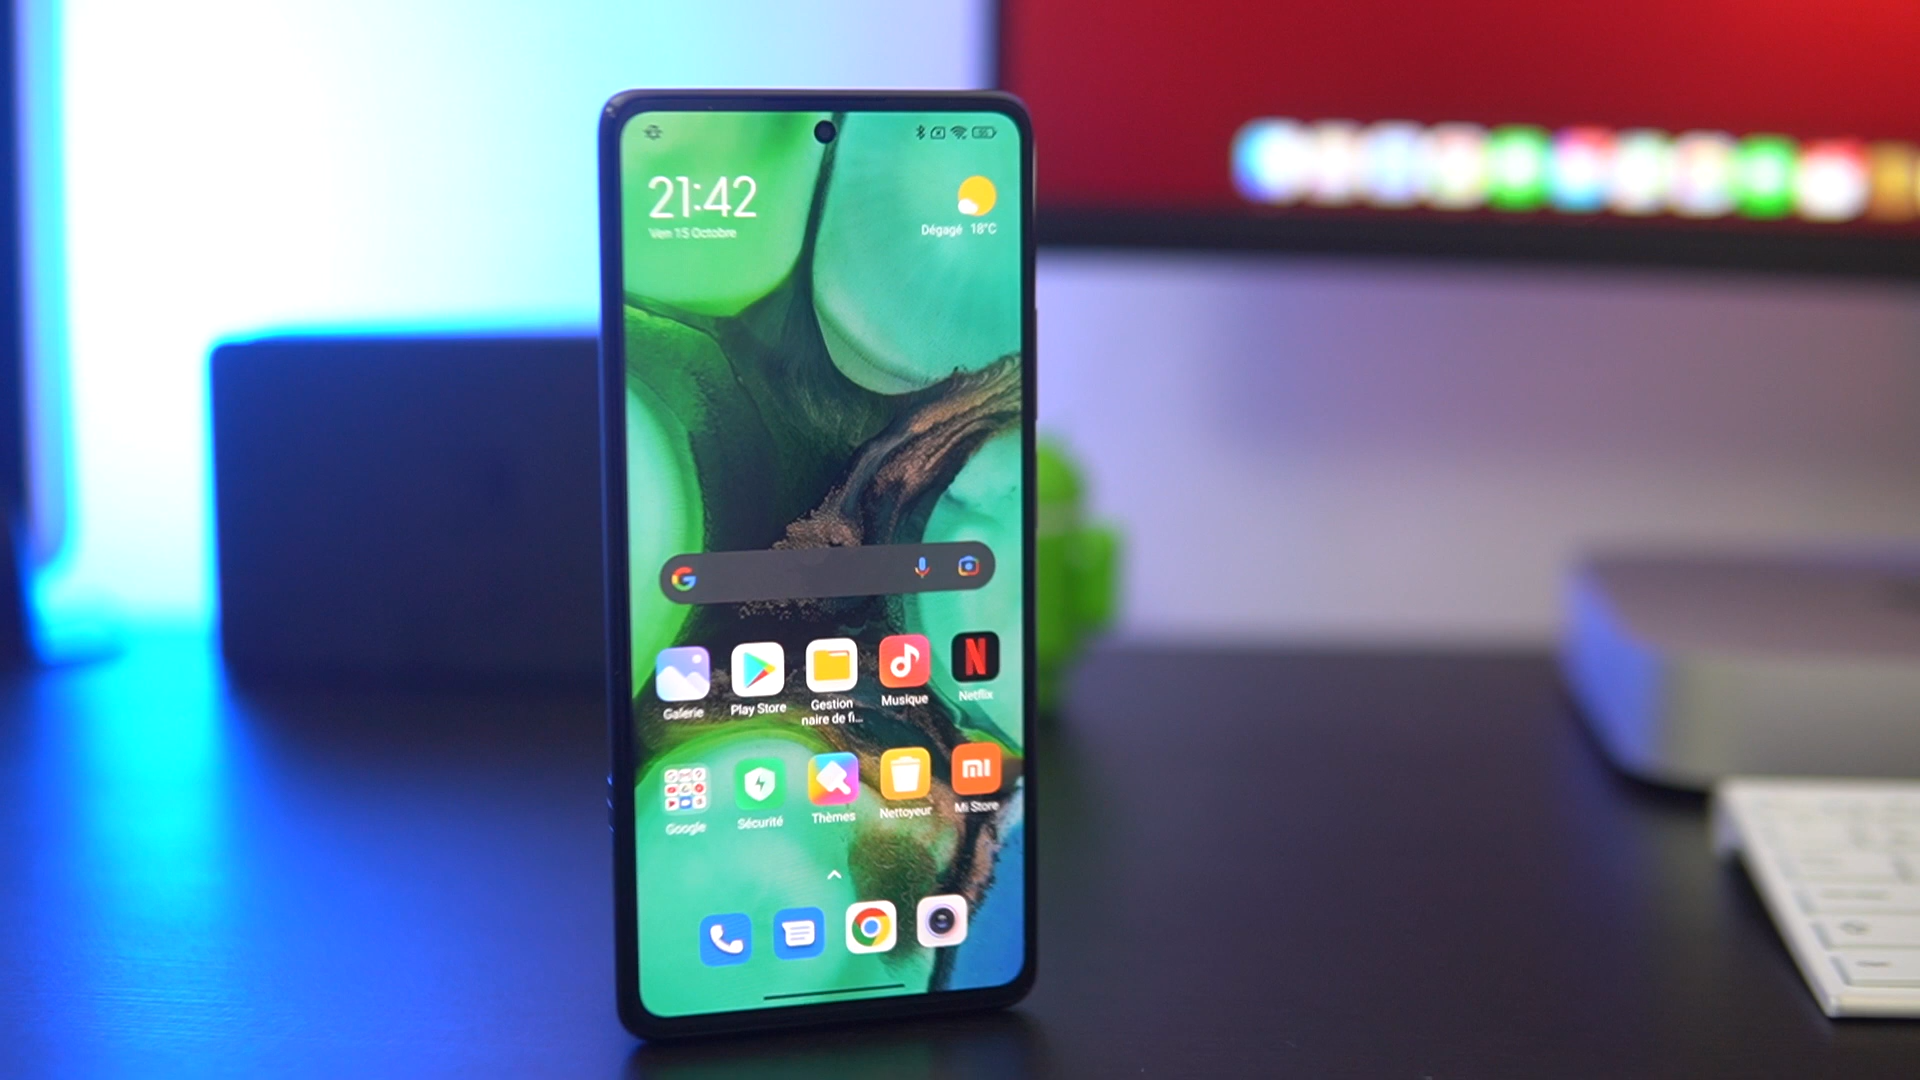 21:42
Ven 15 Octobre
Dégagé 18°C
Galerie
Play Store
Gestion
naire de fi...
Musique
Netflix
Google
Sécurité
Thèmes
Nettoyeur
mi
Mi Store